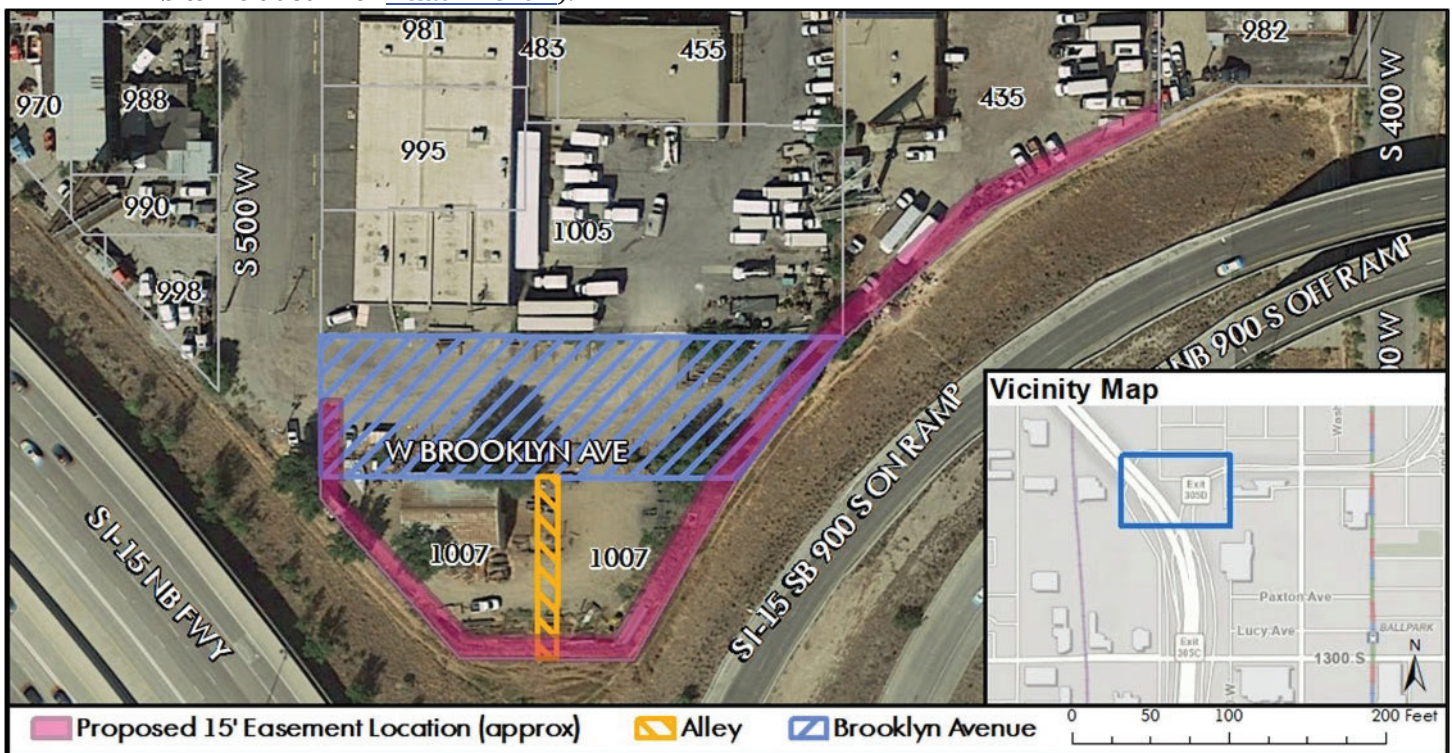 981
483
455
982
970
988
435
S 400 W
995
990
S 500 W
1005
998
NB 900 S OFF RAMP
00 W
W BROOKLYN AVE
1007
1007
S I-15 NB FWY
S I-15 SB 900 S ON RAMP
Vicinity Map
Wash
Exit
305D
Paxton Ave
Lucy Ave
BALLPARK
Exit
305C
1300 S
W
N
Proposed 15' Easement Location (approx)
Alley
Brooklyn Avenue
0 50 100 200 Feet